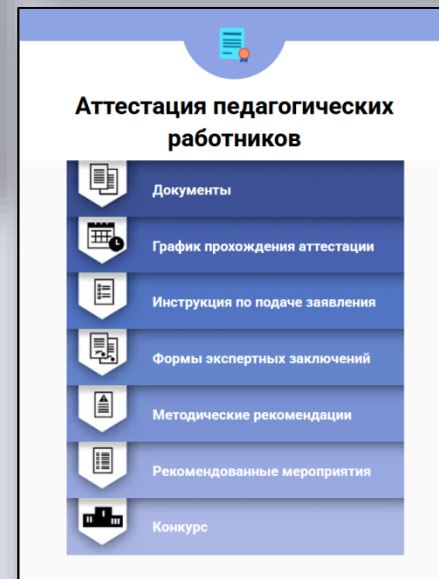 Аттестация педагогических
работников
Документы
График прохождения аттестации
Инструкция по подаче заявления
Формы экспертных заключений
Методические рекомендации
Рекомендованные мероприятия
Конкурс